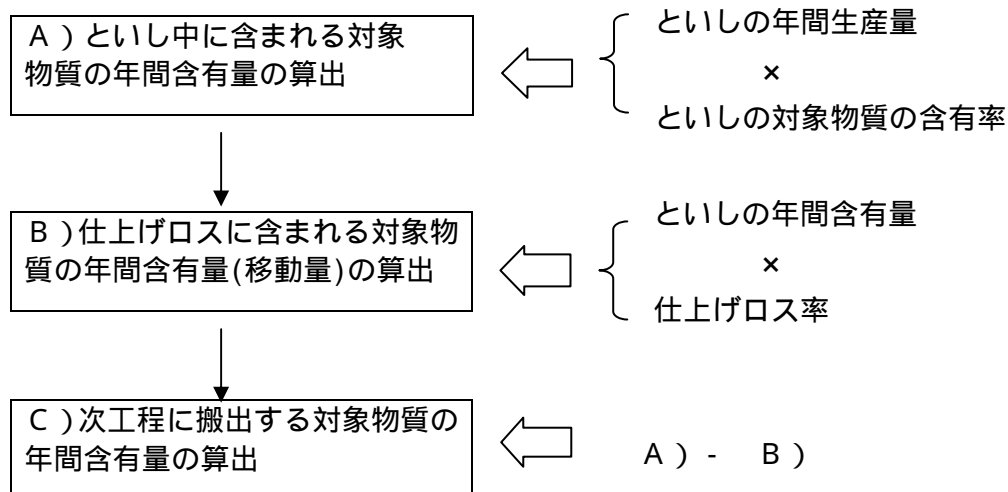 A)といし中に含まれる対象
物質の年間含有量の算出
といしの年間生産量
×
といしの対象物質の含有率
B)仕上げロスに含まれる対象物
質の年間含有量(移動量)の算出
といしの年間含有量
×
仕上げロス率
C)次工程に搬出する対象物質の
年間含有量の算出
A) - B)